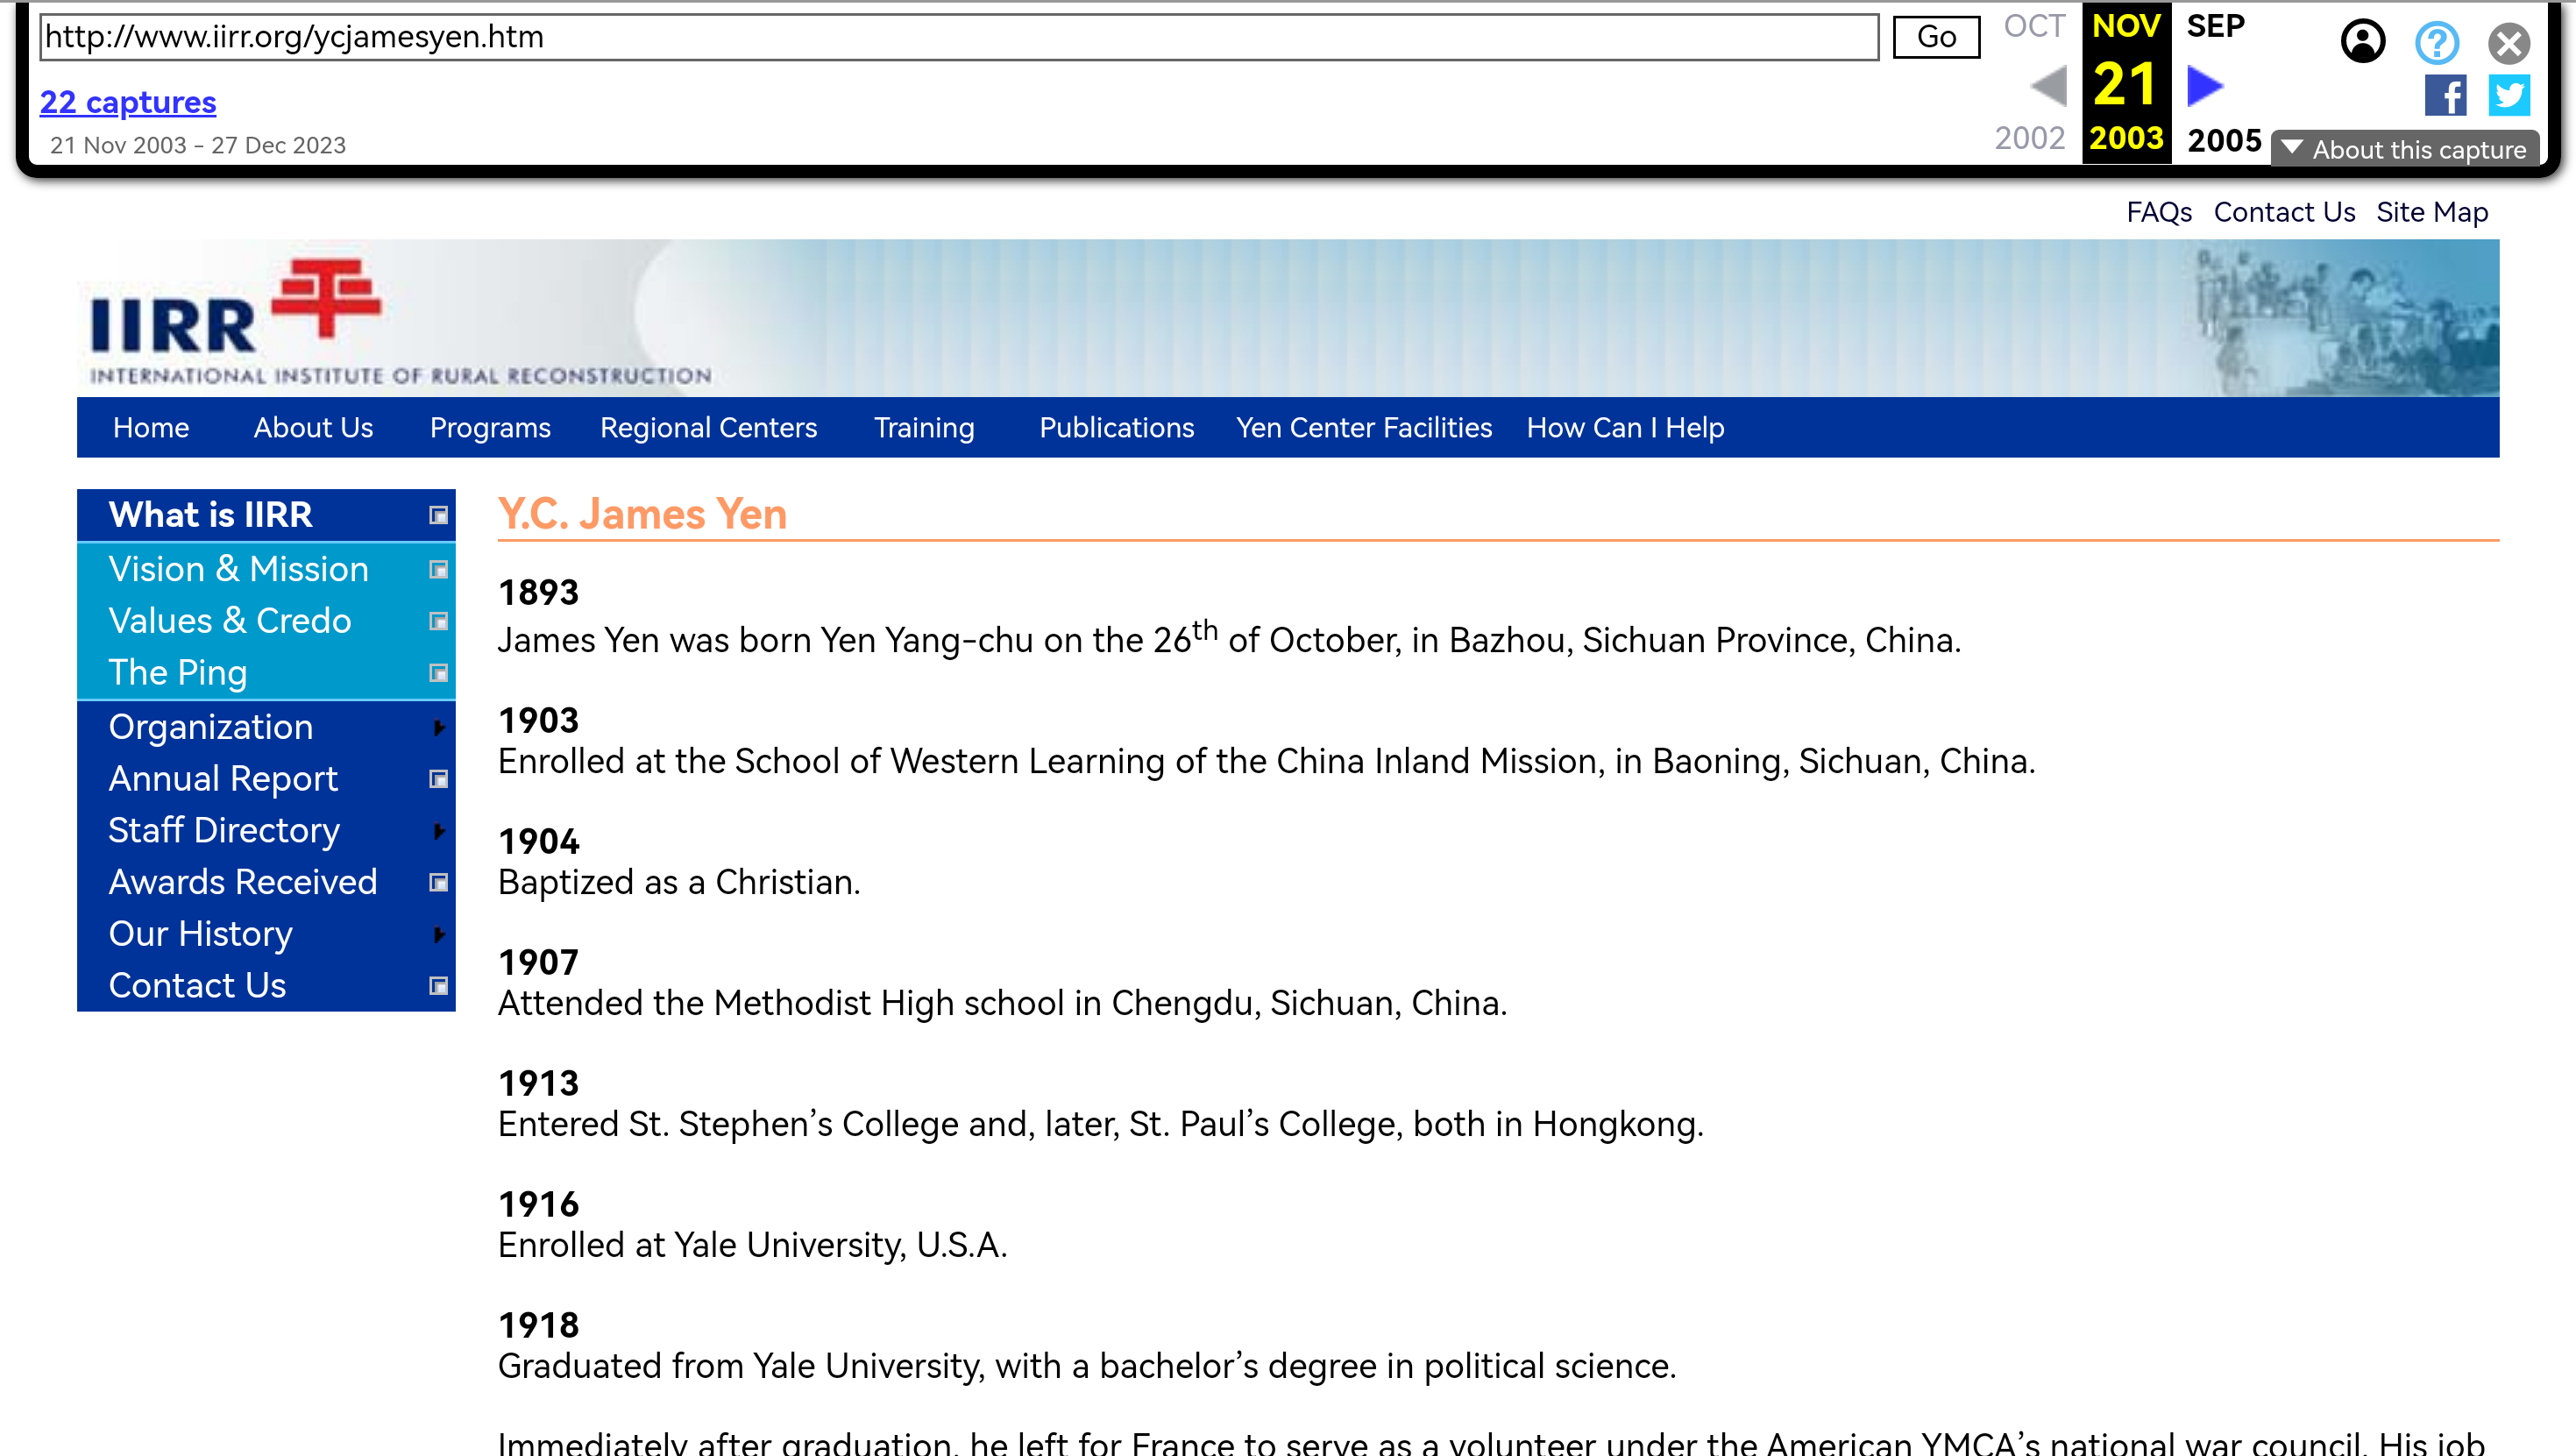 http://www.iirr.org/ycjamesyen.htm
Go
OCT NOV SEP
22 captures
21
21 Nov 2003 - 27 Dec 2023
2002 2003 2005
About this capture
FAQs Contact Us Site Map
IIRR
INTERNATIONAL INSTITUTE OF RURAL RECONSTRUCTION
Home About Us Programs Regional Centers Training Publications Yen Center Facilities How Can I Help
What is IIRR
Vision & Mission
Values & Credo
The Ping
Organization
Annual Report
Staff Directory
Awards Received
Our History
Contact Us
Y.C. James Yen
1893
James Yen was born Yen Yang-chu on the 26th of October, in Bazhou, Sichuan Province, China.
1903
Enrolled at the School of Western Learning of the China Inland Mission, in Baoning, Sichuan, China.
1904
Baptized as a Christian.
1907
Attended the Methodist High school in Chengdu, Sichuan, China.
1913
Entered St. Stephen’s College and, later, St. Paul’s College, both in Hongkong.
1916
Enrolled at Yale University, U.S.A.
1918
Graduated from Yale University, with a bachelor’s degree in political science.
Immediately after graduation, he left for France to serve as a volunteer under the American YMCA’s national war council. His job